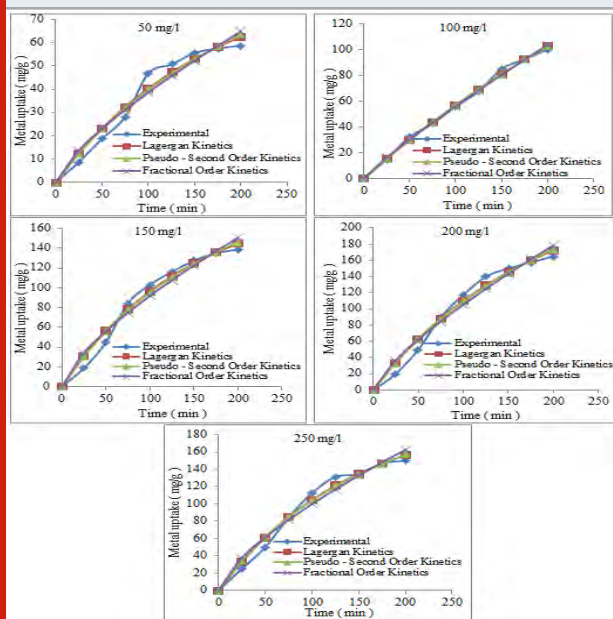 50 mg/l
Metal uptake ( mg/g )
70
60
50
40
30
20
10
0
Experimental
Lagergan Kinetics
Pseudo - Second Order Kinetics
Fractional Order Kinetics
0 50 100 150 200 250
Time ( min )
100 mg/l
Metal uptake ( mg/g )
120
100
80
60
40
20
0
Experimental
Lagergan Kinetics
Pseudo - Second Order Kinetics
Fractional Order Kinetics
0 50 100 150 200 250
Time ( min )
150 mg/l
Metal uptake ( mg/g )
160
140
120
100
80
60
40
20
0
Experimental
Lagergan Kinetics
Pseudo - Second Order Kinetics
Fractional Order Kinetics
0 50 100 150 200 250
Time ( min )
200 mg/l
Metal uptake ( mg/g )
200
180
160
140
120
100
80
60
40
20
0
Experimental
Lagergan Kinetics
Pseudo - Second Order Kinetics
Fractional Order Kinetics
0 50 100 150 200 250
Time ( min )
250 mg/l
Metal uptake ( mg/g )
180
160
140
120
100
80
60
40
20
0
Experimental
Lagergan Kinetics
Pseudo - Second Order Kinetics
Fractional Order Kinetics
0 50 100 150 200 250
Time ( min )